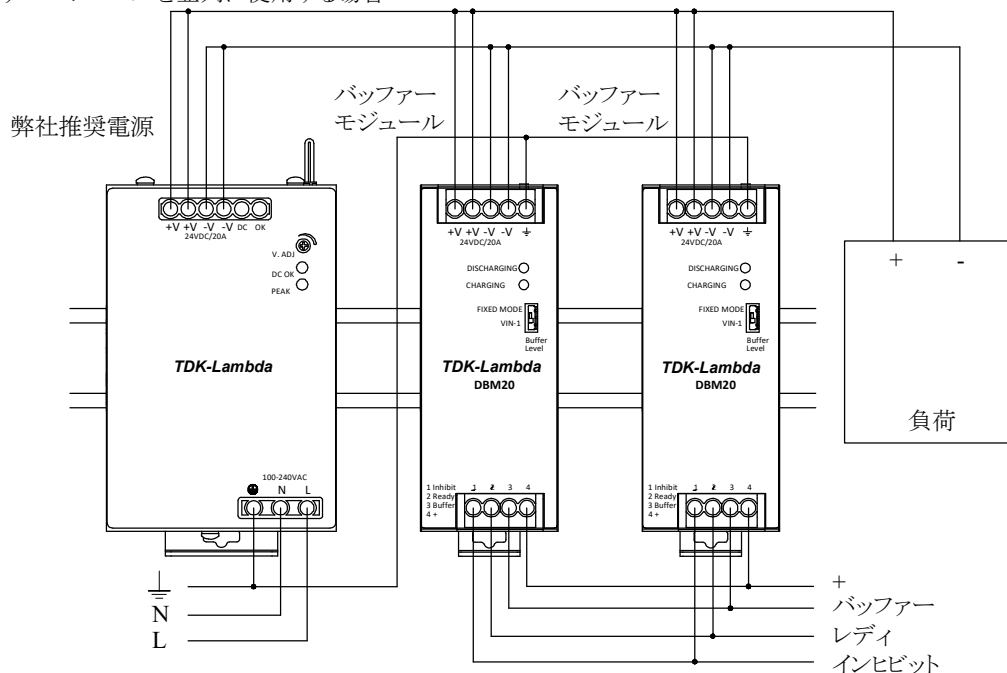 バッファー バッファー
弊社推奨電源 モジュール モジュール
+V +V -V -V DC OK
24VDC/20A
V. ADJ
DC OK
PEAK
TDK-Lambda
100-240VAC
N L
+V +V -V -V
24VDC/20A
DISCHARGING
CHARGING
FIXED MODE
VIN-1
Buffer
Level
TDK-Lambda
DBM20
1 Inhibit
2 Ready
3 Buffer
4 +
1 2 3 4
+V +V -V -V
24VDC/20A
DISCHARGING
CHARGING
FIXED MODE
VIN-1
Buffer
Level
TDK-Lambda
DBM20
1 Inhibit
2 Ready
3 Buffer
4 +
1 2 3 4
+ -
負荷
N
L
+
バッファー
レディ
インヒビット